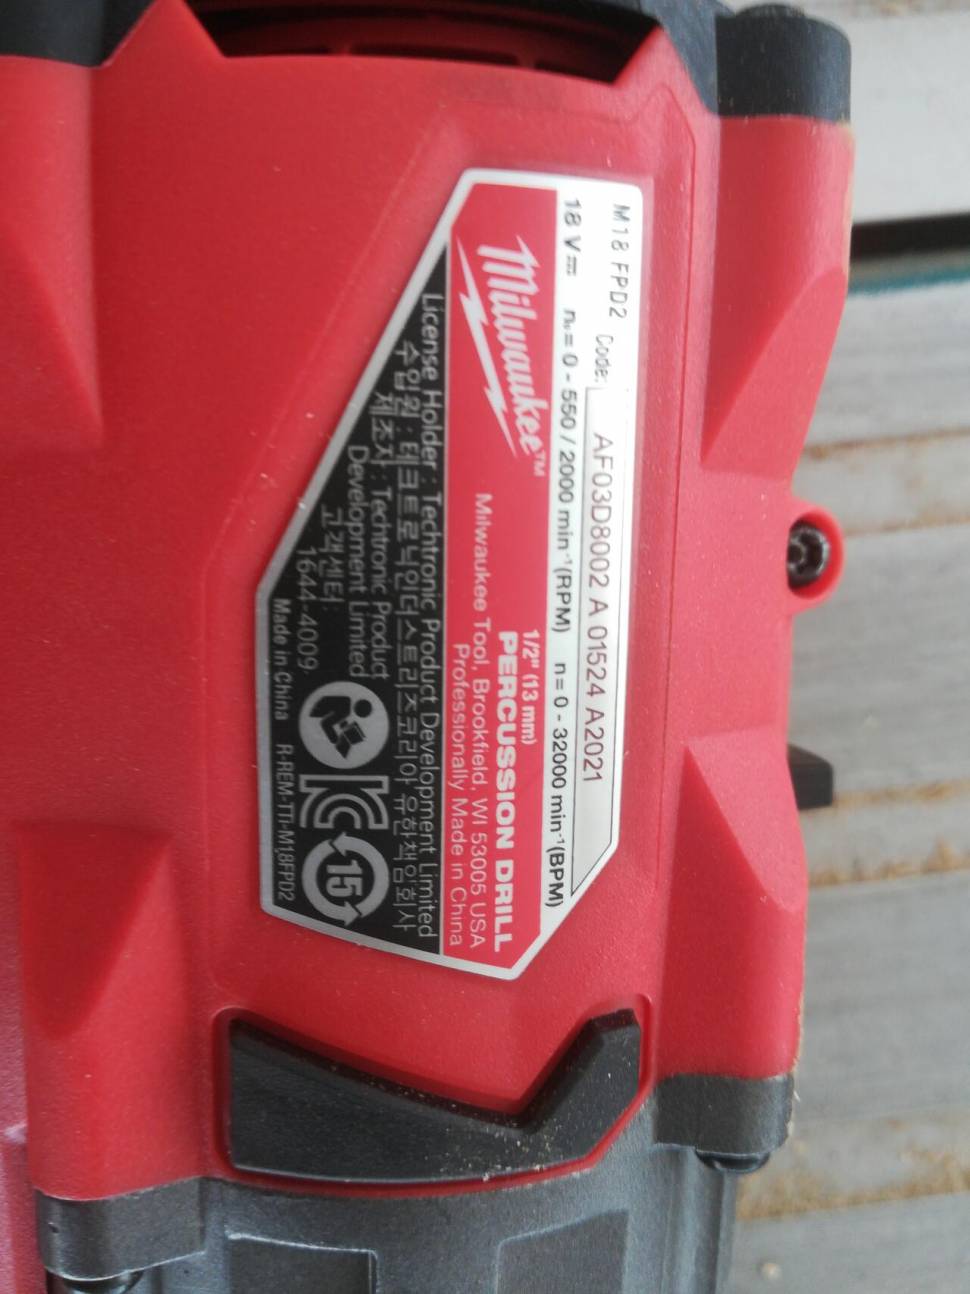 M18 FPD2 Code: AF03D8002 A 01524 A2021
18 V⎓ n₀= 0 - 550 / 2000 min⁻¹(RPM) n = 0 - 32000 min⁻¹(BPM)
Milwaukee™
1/2" (13 mm)
PERCUSSION DRILL
Milwaukee Tool, Brookfield, WI 53005 USA
Professionally Made in China
License Holder : Techtronic Product Development Limited
수입원 : 테크트로닉인더스트리즈코리아 유한책임회사
제조자 : Techtronic Product
Development Limited
고객센터:
1644-4009
15
Made in China R-REM-TTI-M18FPD2